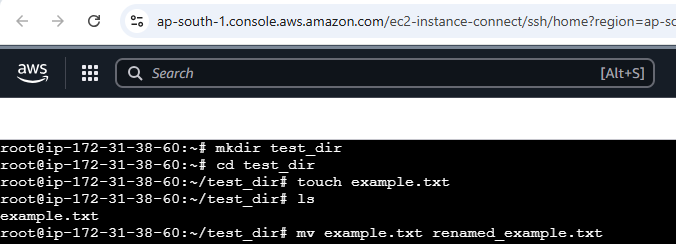 ap-south-1.console.aws.amazon.com/ec2-instance-connect/ssh/home?region=ap-so
aws
Search [Alt+S]
root@ip-172-31-38-60:~# mkdir test_dir
root@ip-172-31-38-60:~# cd test_dir
root@ip-172-31-38-60:~/test_dir# touch example.txt
root@ip-172-31-38-60:~/test_dir# ls
example.txt
root@ip-172-31-38-60:~/test_dir# mv example.txt renamed_example.txt